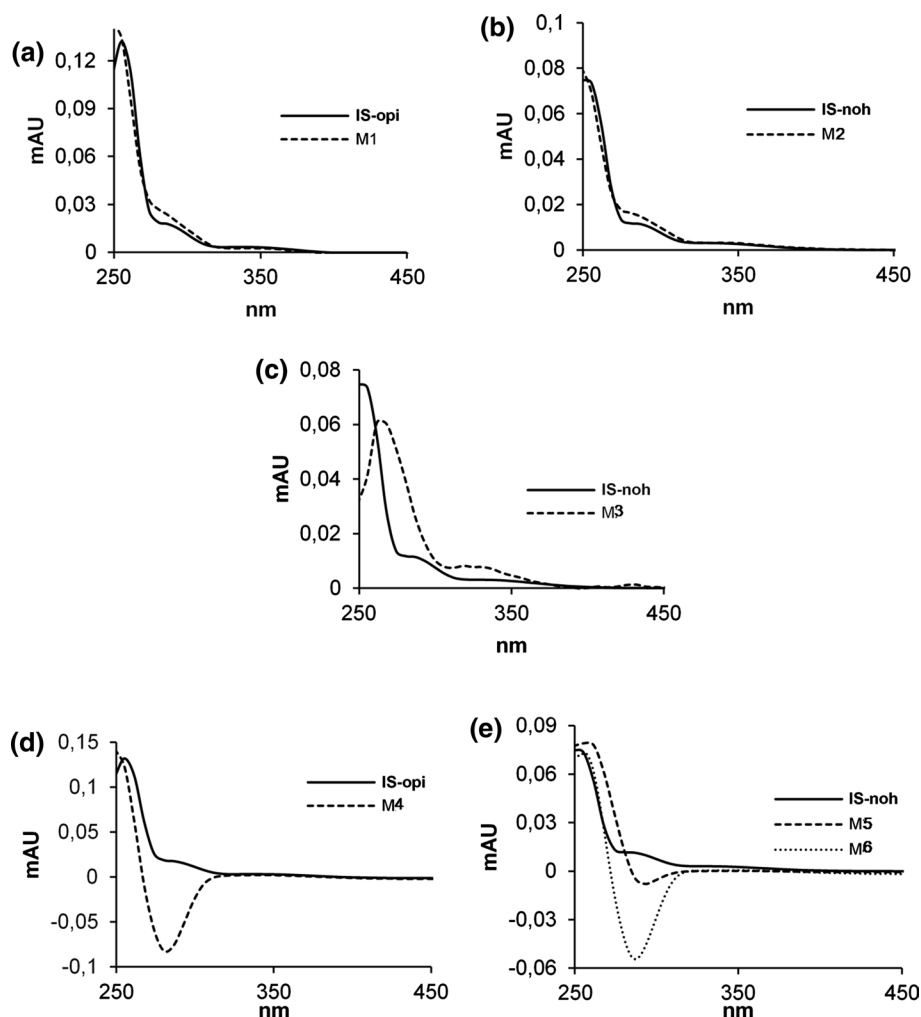 (a)
0,12
0,09
0,06
0,03
0
mAU
IS-opi
M1
250
350
450
nm
(b)
0,1
0,08
0,06
0,04
0,02
0
mAU
IS-noh
M2
250
350
450
nm
(c)
0,08
0,06
0,04
0,02
0
mAU
IS-noh
M3
250
350
450
nm
(d)
0,15
0,1
0,05
0
-0,05
-0,1
mAU
IS-opi
M4
250
350
450
nm
(e)
0,09
0,06
0,03
0
-0,03
-0,06
mAU
IS-noh
M5
M6
250
350
450
nm